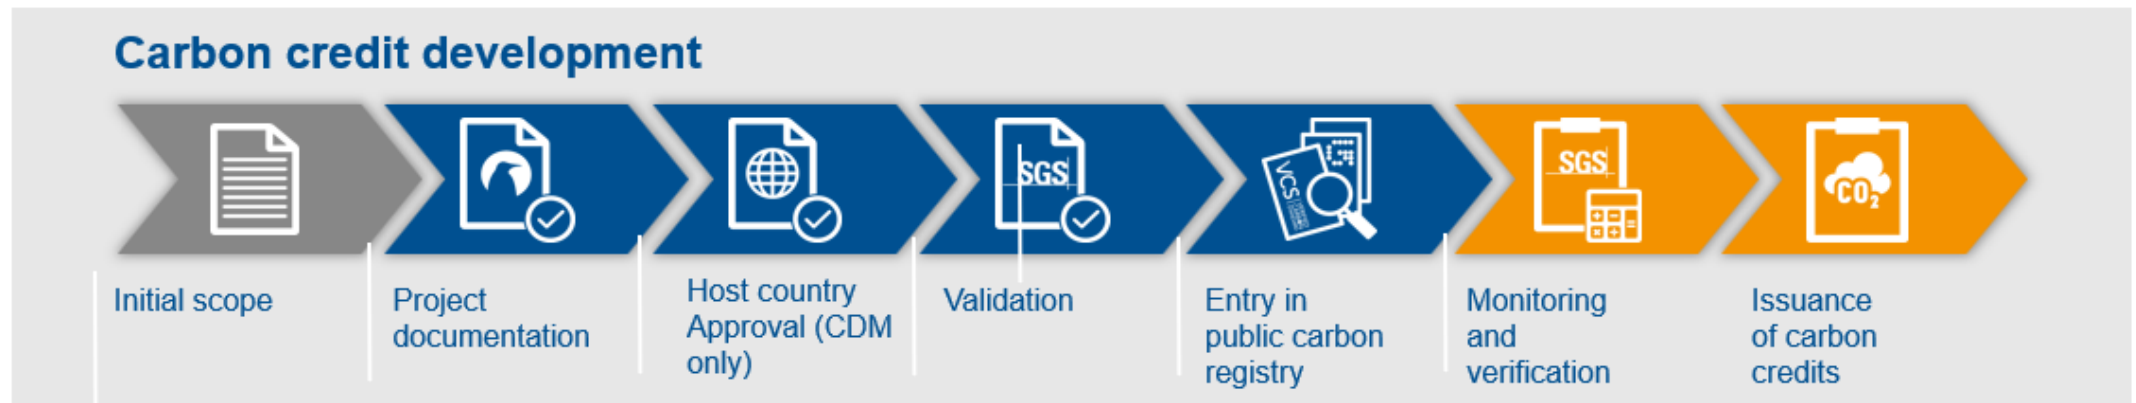 Carbon credit development
SGS
VCS
SGS
CO₂
Initial scope
Project
documentation
Host country
Approval (CDM
only)
Validation
Entry in
public carbon
registry
Monitoring
and
verification
Issuance
of carbon
credits